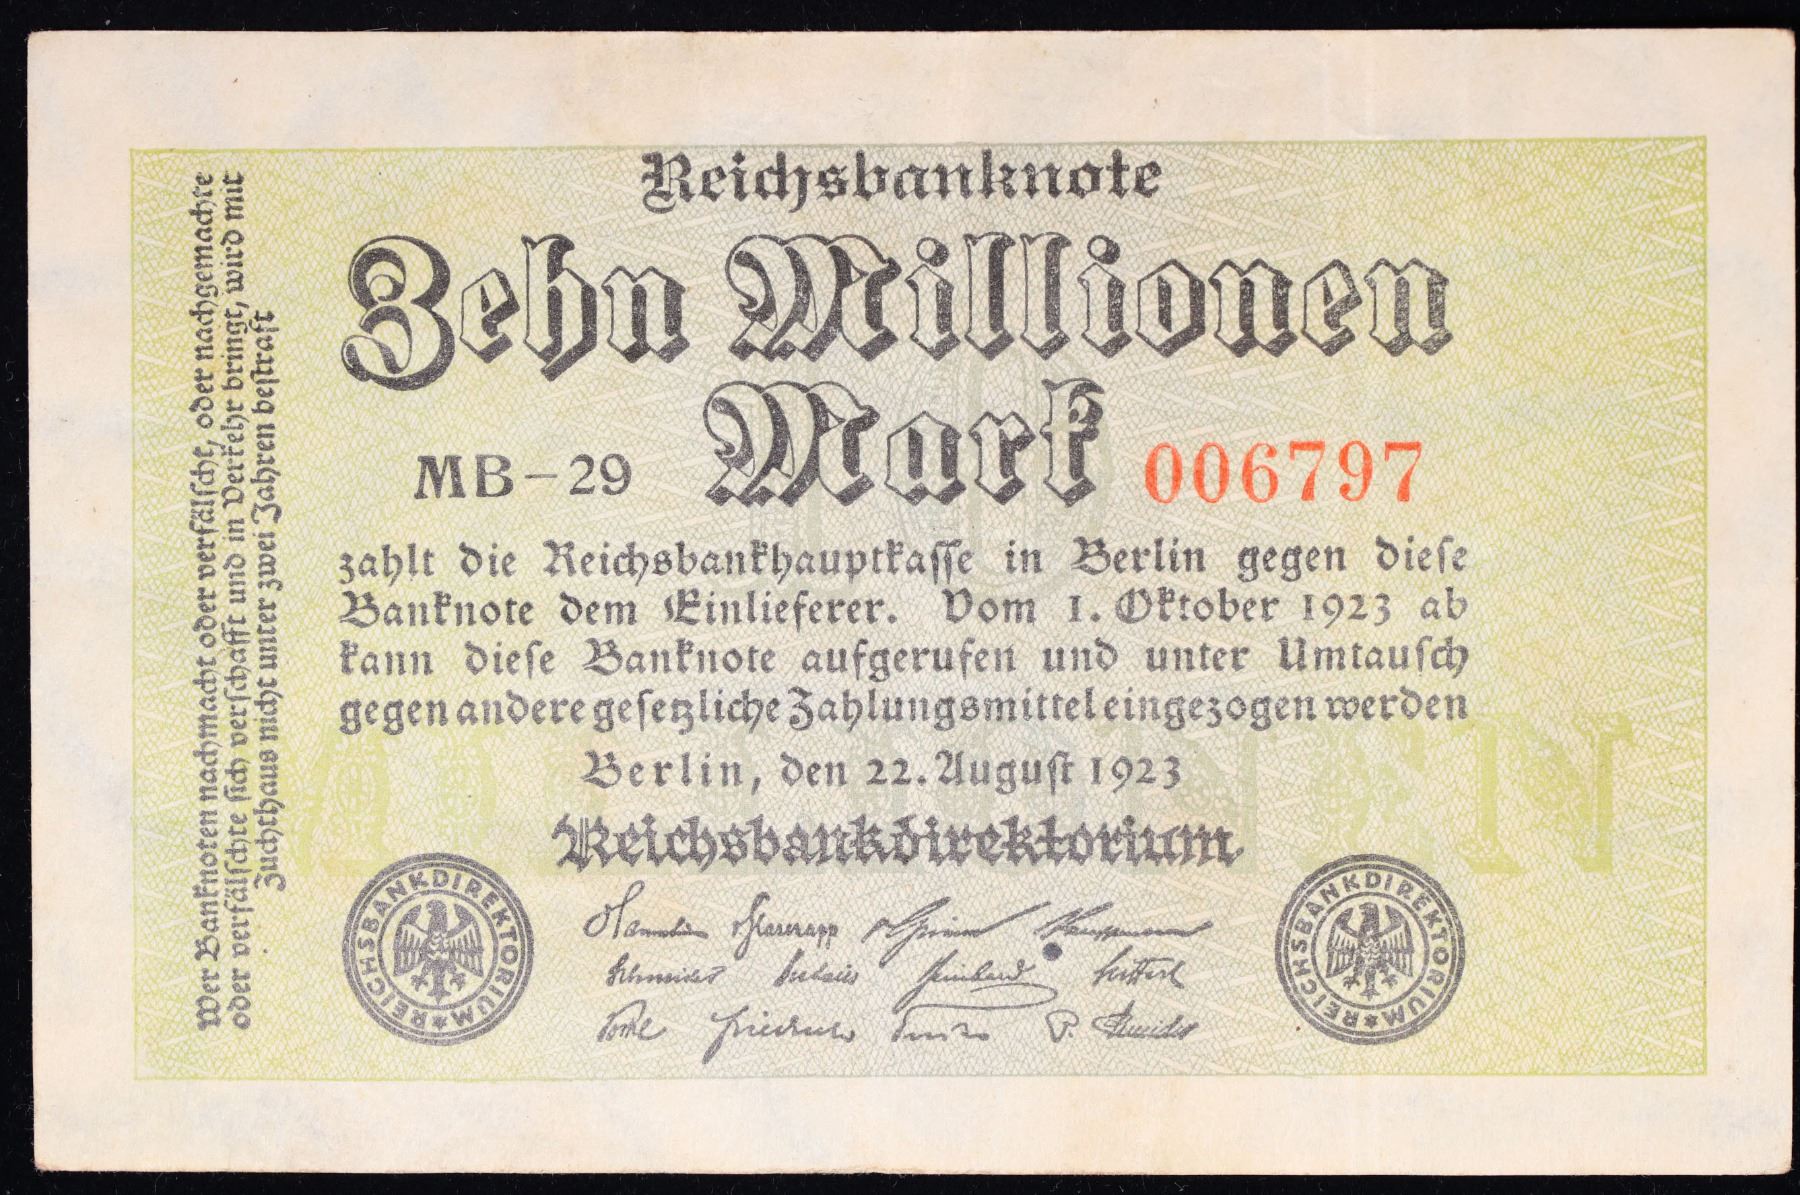 Reichsbanknote
Zehn Millionen
Mark
MB-29
006797
zahlt die Reichsbankhauptkasse in Berlin gegen diese
Banknote dem Einlieferer. Vom 1. Oktober 1923 ab
kann diese Banknote aufgerufen und unter Umtausch
gegen andere gesetzliche Zahlungsmittel eingezogen werden
Berlin, den 22. August 1923
Reichsbankdirektorium
Wer Banknoten nachmacht oder verfälscht, oder nachgemachte
oder verfälschte sich verschafft und in Verkehr bringt, wird mit
Zuchthaus nicht unter zwei Jahren bestraft
REICHSBANKDIREKTORIUM
REICHSBANKDIREKTORIUM
Schneider
P. Schneider